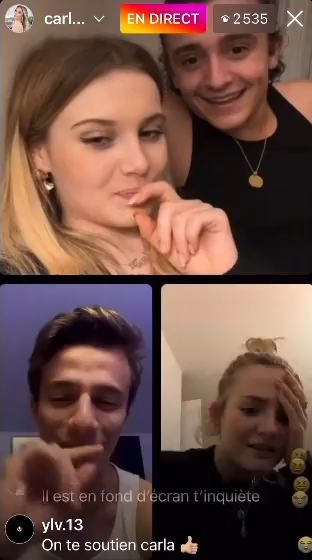 carl...
EN DIRECT
2535
Il est en fond d'écran t'inquiète
ylv.13
On te soutien carla 👍🏻